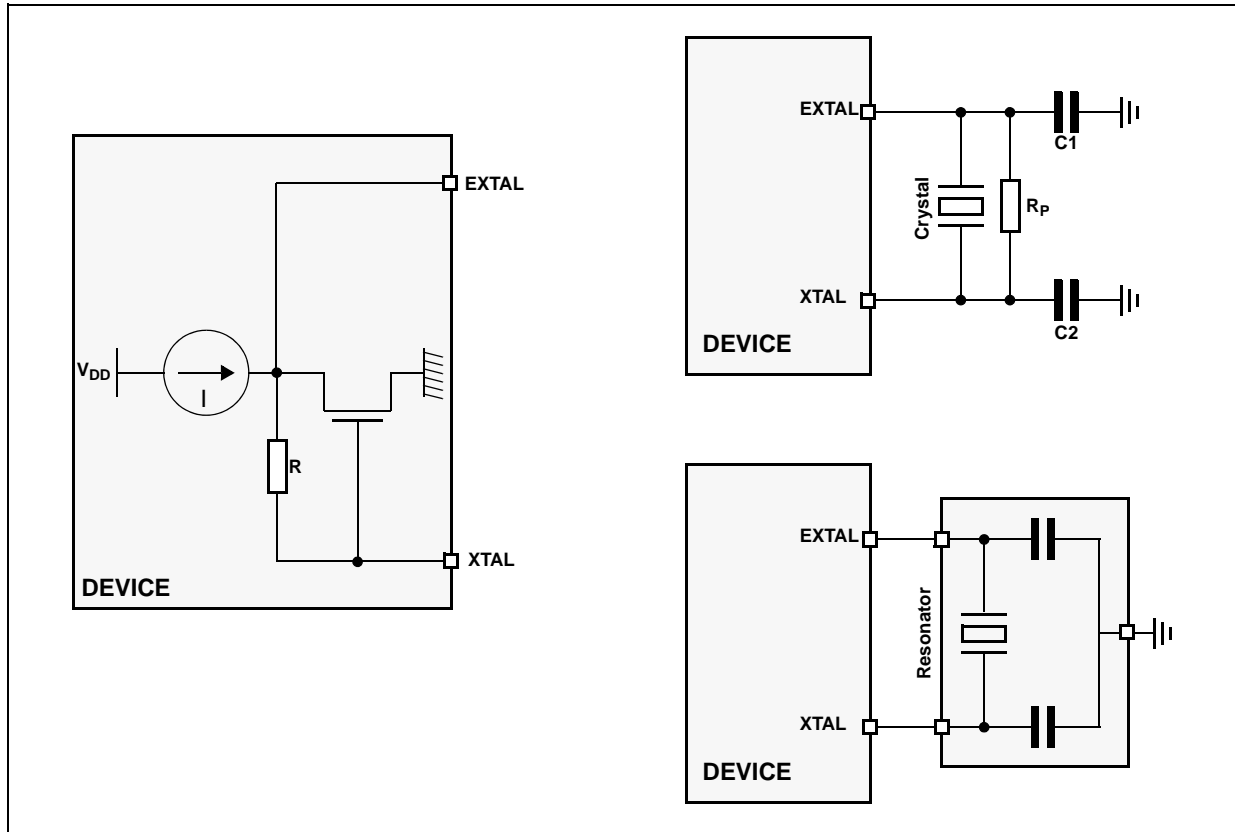 EXTAL
V_DD
I
R
XTAL
DEVICE
EXTAL
C1
Crystal
R_P
XTAL
C2
DEVICE
EXTAL
Resonator
XTAL
DEVICE